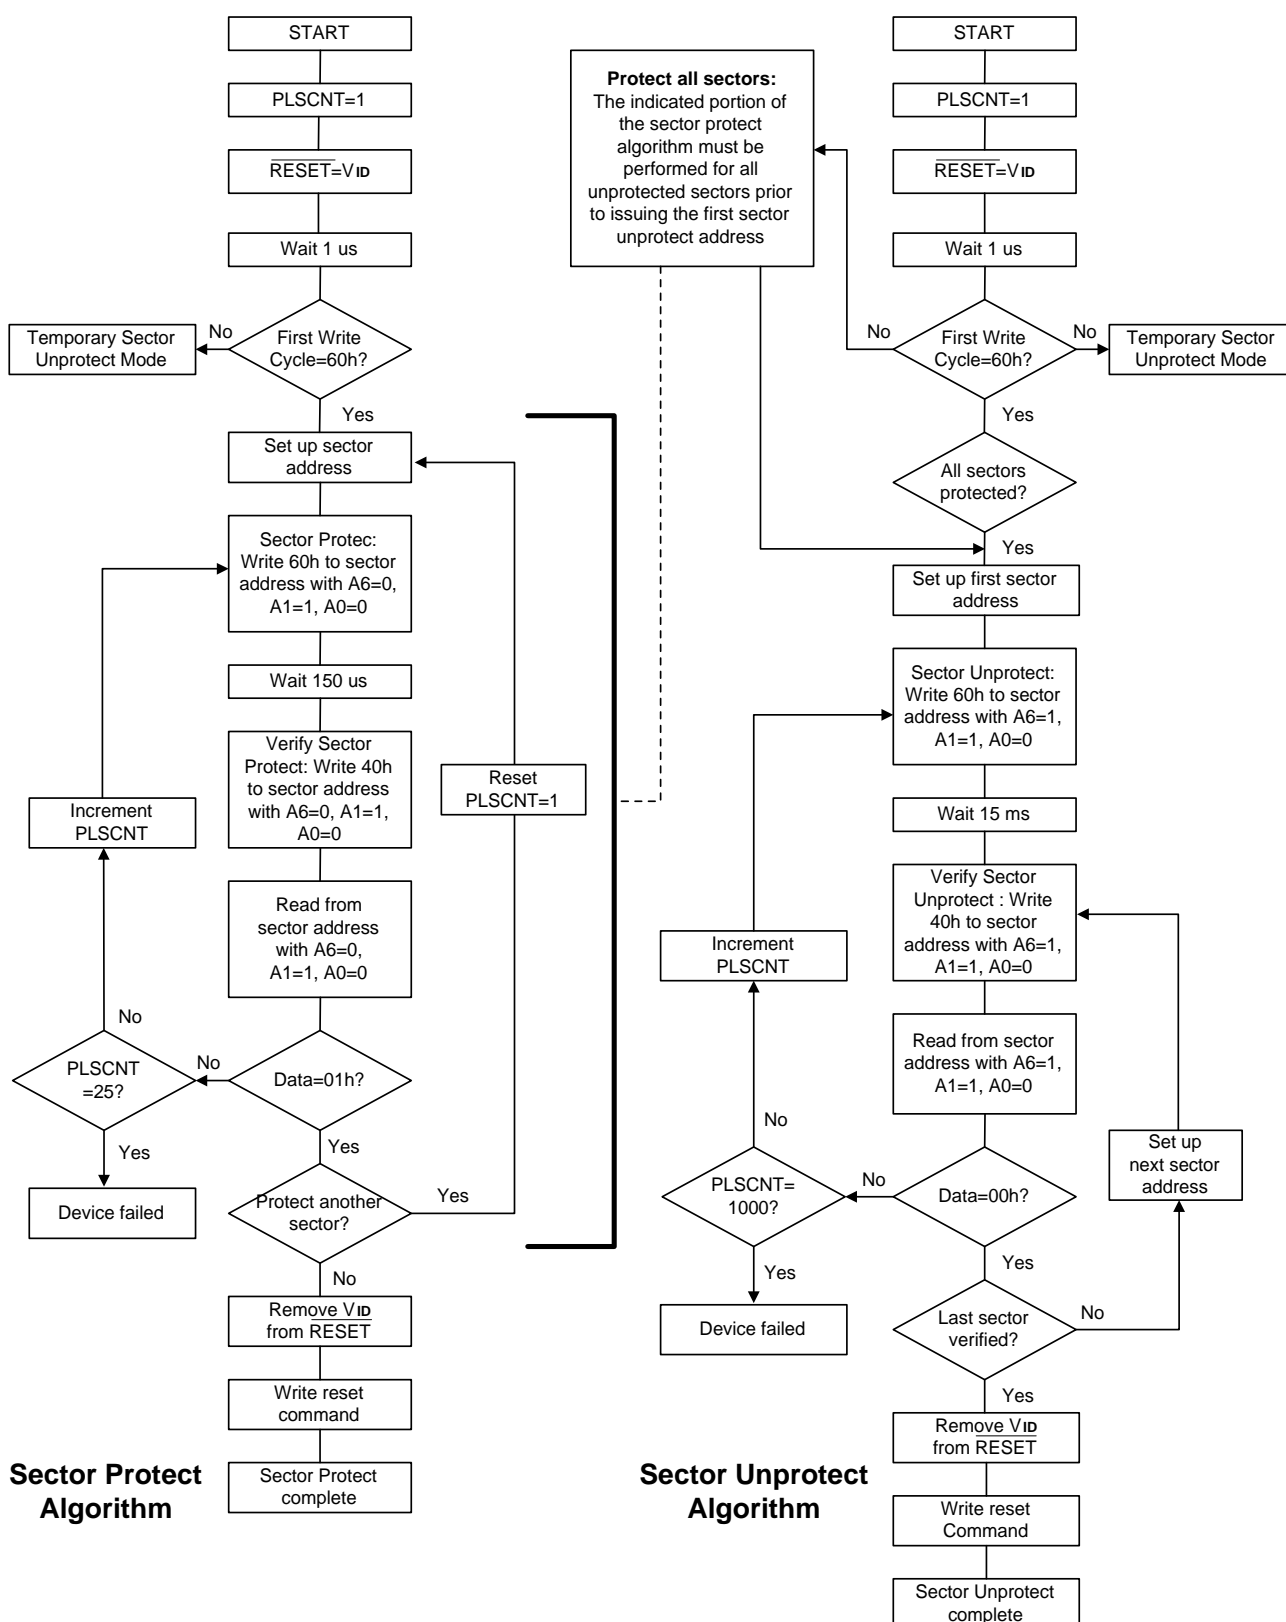 START
PLSCNT=1
RESET=VID
Wait 1 us
First Write
Cycle=60h?
No
Temporary Sector
Unprotect Mode
Yes
Set up sector
address
Sector Protec:
Write 60h to sector
address with A6=0,
A1=1, A0=0
Wait 150 us
Verify Sector
Protect: Write 40h
to sector address
with A6=0, A1=1,
A0=0
Reset
PLSCNT=1
Increment
PLSCNT
Read from
sector address
with A6=0,
A1=1, A0=0
No
PLSCNT
=25?
No
Data=01h?
Yes
Device failed
Yes
Protect another
sector?
Yes
No
Remove VID
from RESET
Write reset
command
Sector Protect
complete
Sector Protect
Algorithm
Protect all sectors:
The indicated portion of
the sector protect
algorithm must be
performed for all
unprotected sectors prior
to issuing the first sector
unprotect address
START
PLSCNT=1
RESET=VID
Wait 1 us
No
First Write
Cycle=60h?
No
Temporary Sector
Unprotect Mode
Yes
All sectors
protected?
Yes
Set up first sector
address
Sector Unprotect:
Write 60h to sector
address with A6=1,
A1=1, A0=0
Wait 15 ms
Verify Sector
Unprotect : Write
40h to sector
address with A6=1,
A1=1, A0=0
Increment
PLSCNT
Read from sector
address with A6=1,
A1=1, A0=0
No
PLSCNT=
1000?
No
Data=00h?
Set up
next sector
address
Yes
Device failed
Yes
Last sector
verified?
No
Yes
Remove VID
from RESET
Write reset
Command
Sector Unprotect
complete
Sector Unprotect
Algorithm